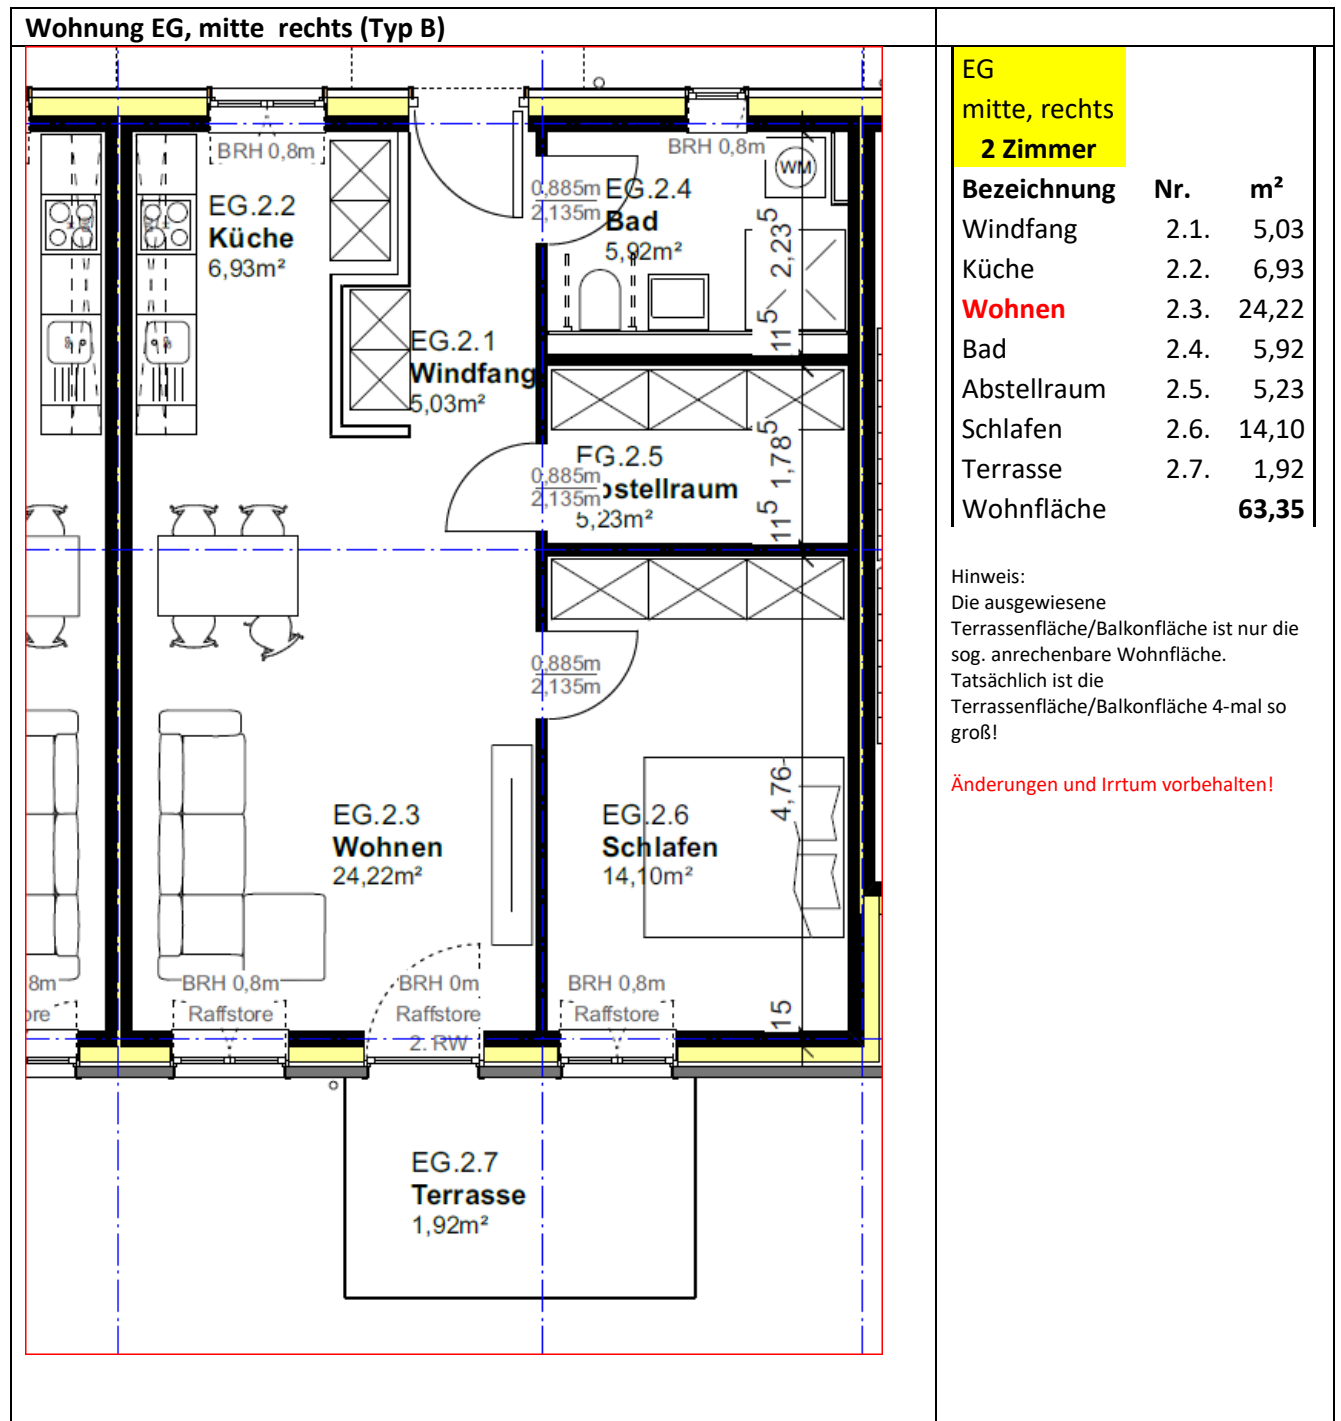 Wohnung EG, mitte  rechts (Typ B)
BRH 0,8m
EG.2.2
Küche
6,93m²
0,885m
2,135m
EG.2.4
Bad
5,92m²
BRH 0,8m
WM
2,23⁵
11⁵
EG.2.1
Windfang
5,03m²
0,885m
2,135m
EG.2.5
bstellraum
5,23m²
1,78⁵
11⁵
0,885m
2,135m
EG.2.3
Wohnen
24,22m²
EG.2.6
Schlafen
14,10m²
4,76
15
8m
ore
BRH 0,8m
Raffstore
BRH 0m
Raffstore
2. RW
BRH 0,8m
Raffstore
EG.2.7
Terrasse
1,92m²
EG
mitte, rechts
2 Zimmer
Bezeichnung Nr. m²
Windfang 2.1. 5,03
Küche 2.2. 6,93
Wohnen 2.3. 24,22
Bad 2.4. 5,92
Abstellraum 2.5. 5,23
Schlafen 2.6. 14,10
Terrasse 2.7. 1,92
Wohnfläche 63,35
Hinweis:
Die ausgewiesene
Terrassenfläche/Balkonfläche ist nur die
sog. anrechenbare Wohnfläche.
Tatsächlich ist die
Terrassenfläche/Balkonfläche 4-mal so
groß!
Änderungen und Irrtum vorbehalten!